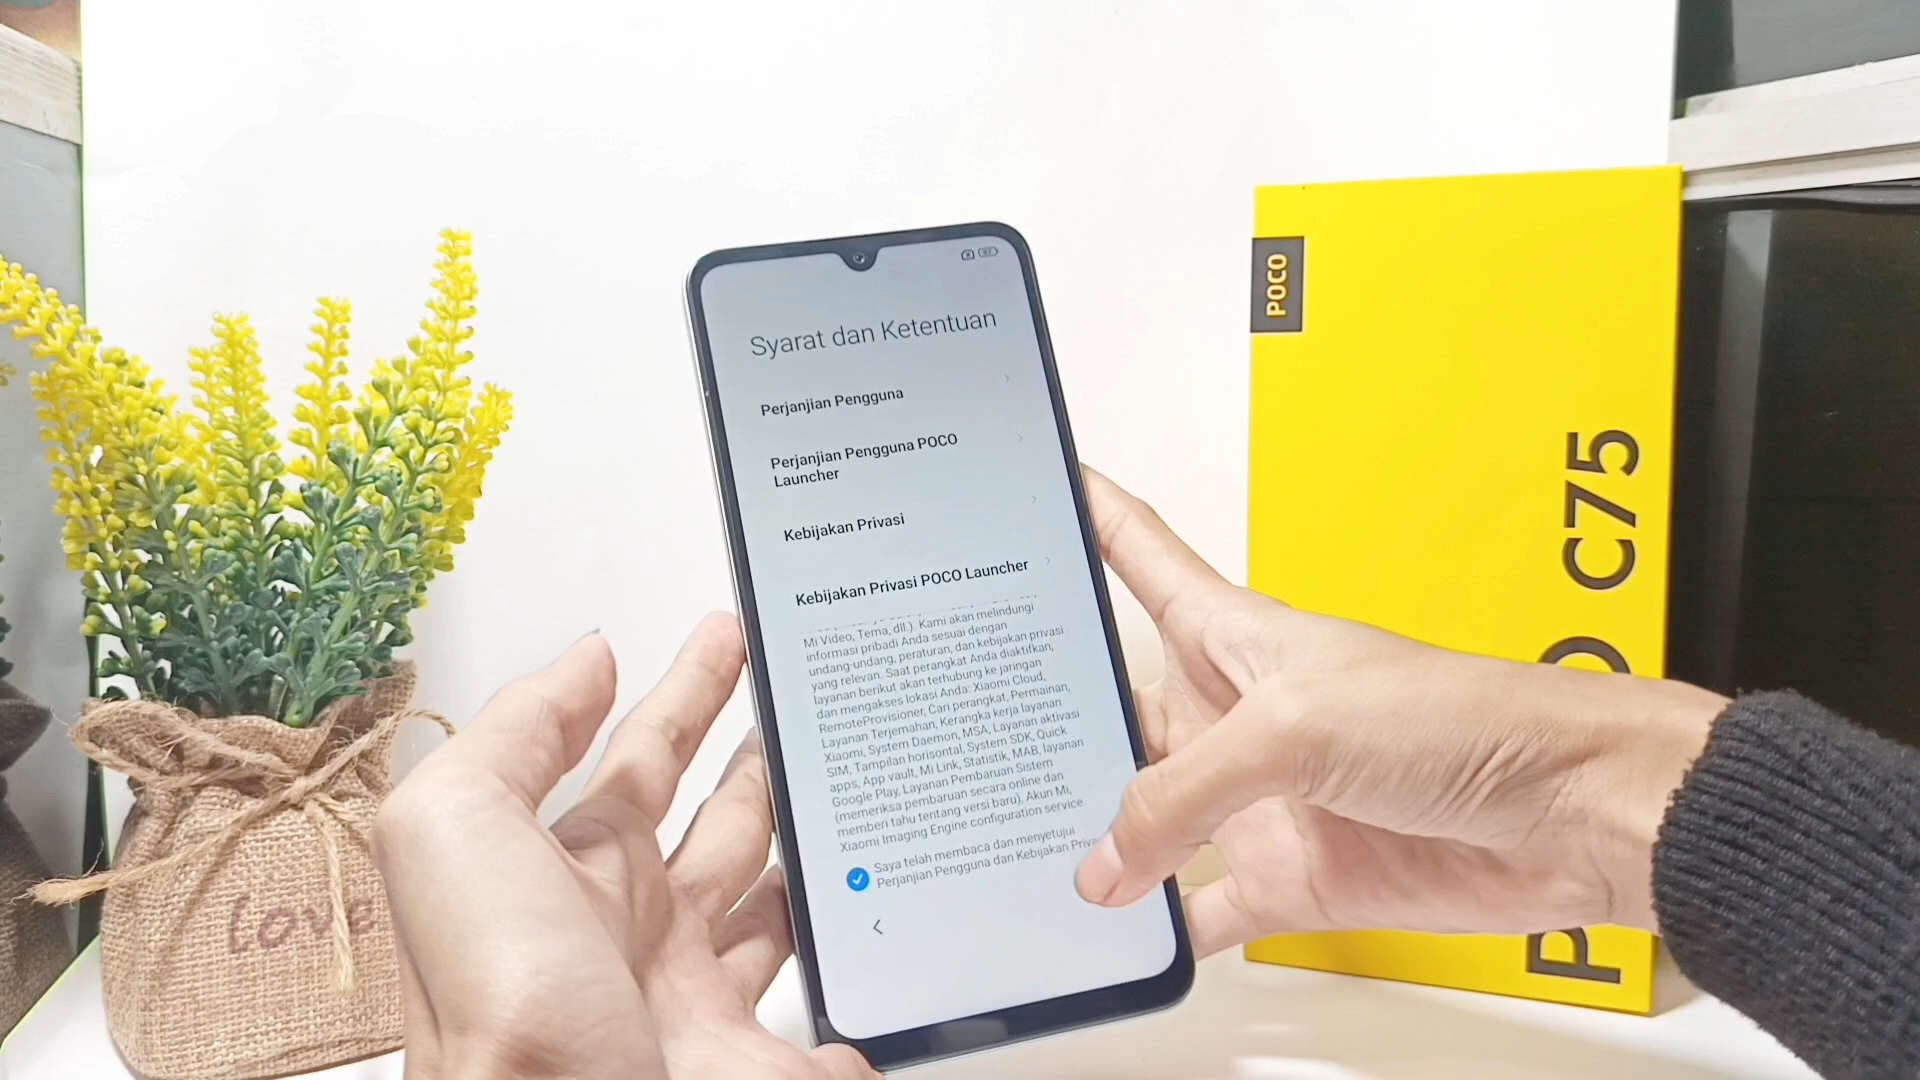 Syarat dan Ketentuan
Perjanjian Pengguna
Perjanjian Pengguna POCO
Launcher
Kebijakan Privasi
Kebijakan Privasi POCO Launcher
Mi Video, Tema, dll.). Kami akan melindungi
informasi pribadi Anda sesuai dengan
undang-undang, peraturan, dan kebijakan privasi
yang relevan. Saat perangkat Anda diaktifkan,
layanan berikut akan terhubung ke jaringan
dan mengakses lokasi Anda: Xiaomi Cloud,
RemoteProvisioner, Cari perangkat, Permainan,
Layanan Terjemahan, Kerangka kerja layanan
Xiaomi, System Daemon, MSA, Layanan aktivasi
SIM, Tampilan horisontal, System SDK, Quick
apps, App vault, Mi Link, Statistik, MAB, layanan
Google Play, Layanan Pembaruan Sistem
(memeriksa pembaruan secara online dan
memberi tahu tentang versi baru), Akun Mi,
Xiaomi Imaging Engine configuration service.
Saya telah membaca dan menyetujui
Perjanjian Pengguna dan Kebijakan Priva
POCO
P O C75
Love